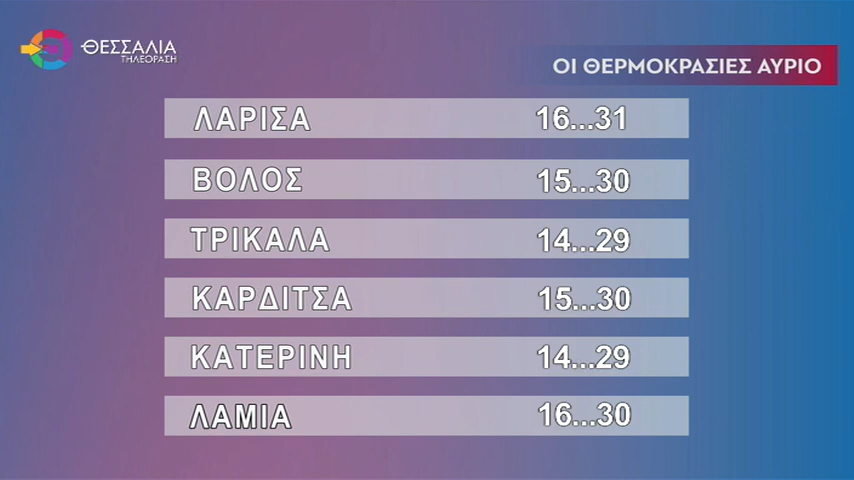 ΘΕΣΣΑΛΙΑ
ΤΗΛΕΟΡΑΣΗ
ΟΙ ΘΕΡΜΟΚΡΑΣΙΕΣ ΑΥΡΙΟ
ΛΑΡΙΣΑ 16...31
ΒΟΛΟΣ 15...30
ΤΡΙΚΑΛΑ 14...29
ΚΑΡΔΙΤΣΑ 15...30
ΚΑΤΕΡΙΝΗ 14...29
ΛΑΜΙΑ 16...30